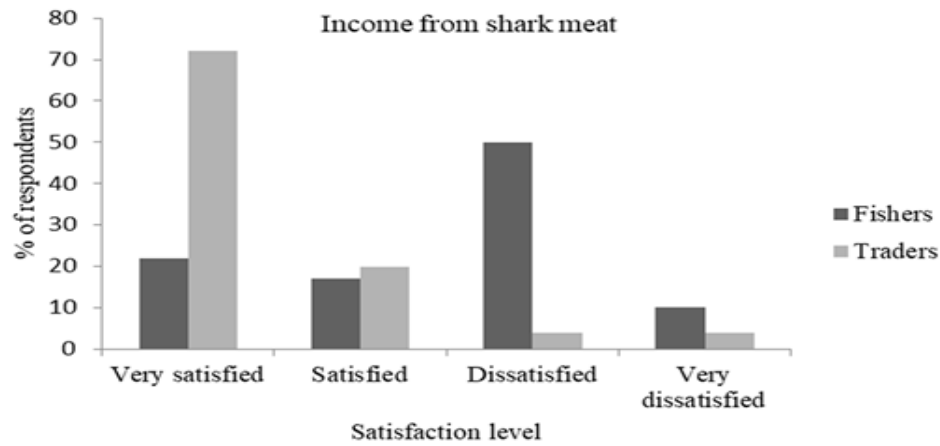 Income from shark meat
% of respondents
80
70
60
50
40
30
20
10
0
Very satisfied
Satisfied
Dissatisfied
Very
dissatisfied
Satisfaction level
Fishers
Traders